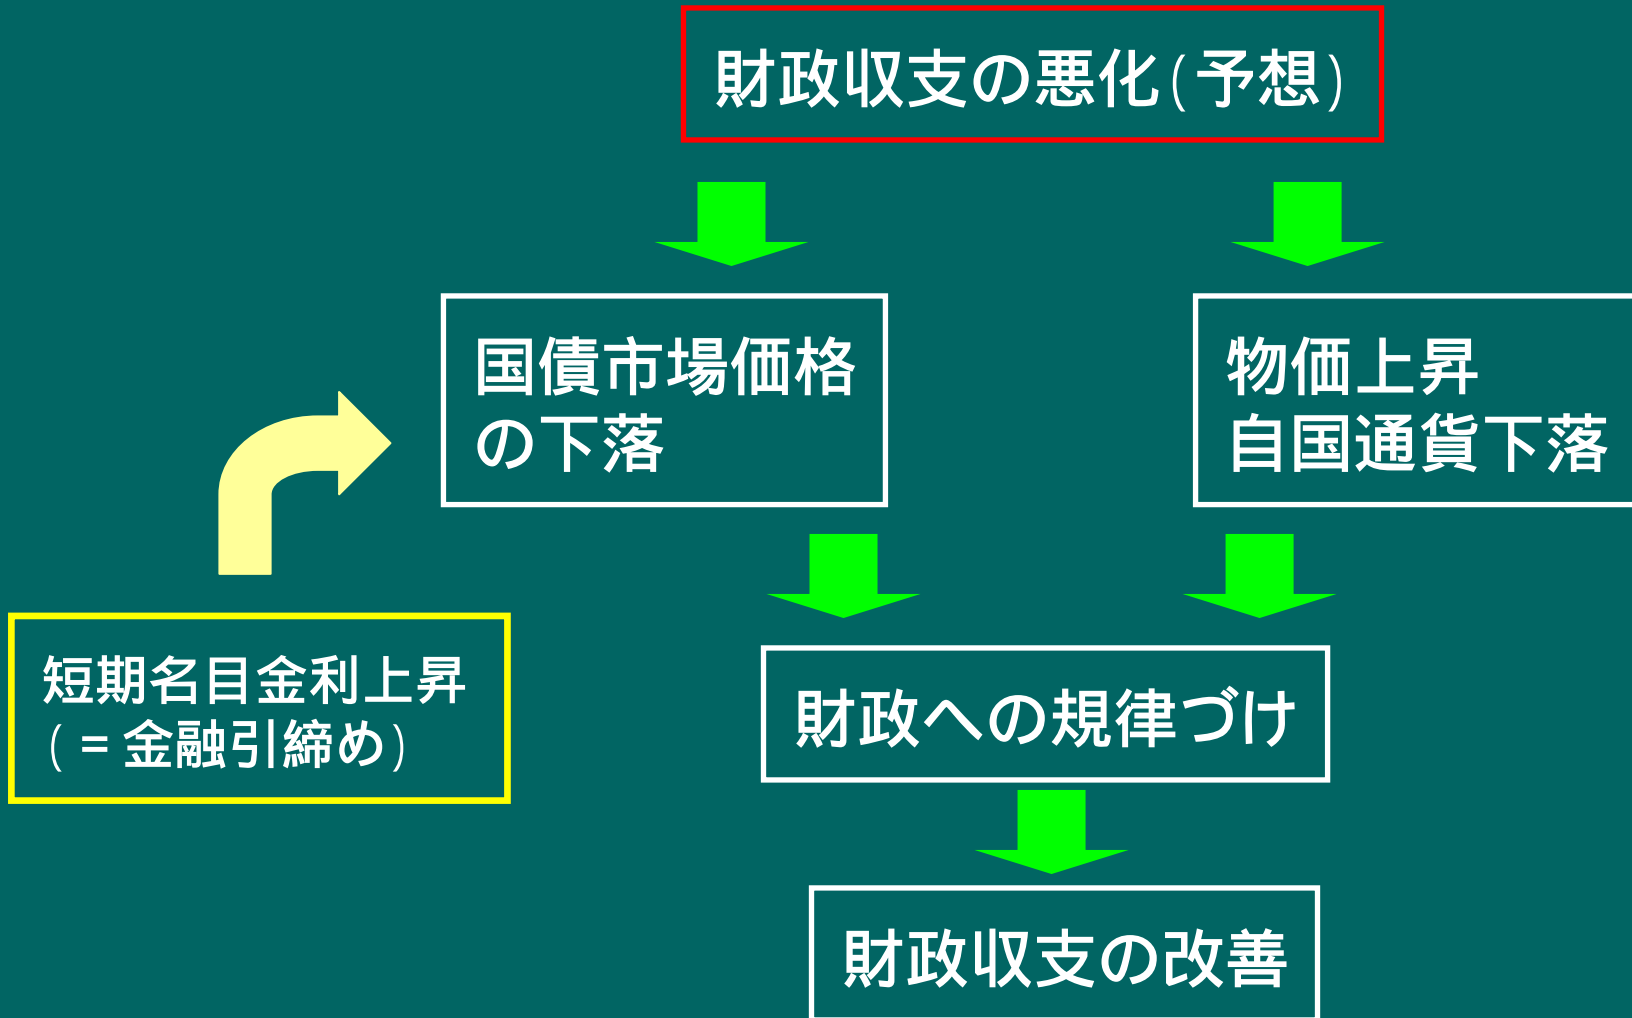 財政収支の悪化(予想)
国債市場価格
の下落
物価上昇
自国通貨下落
短期名目金利上昇
(=金融引締め)
財政への規律づけ
財政収支の改善